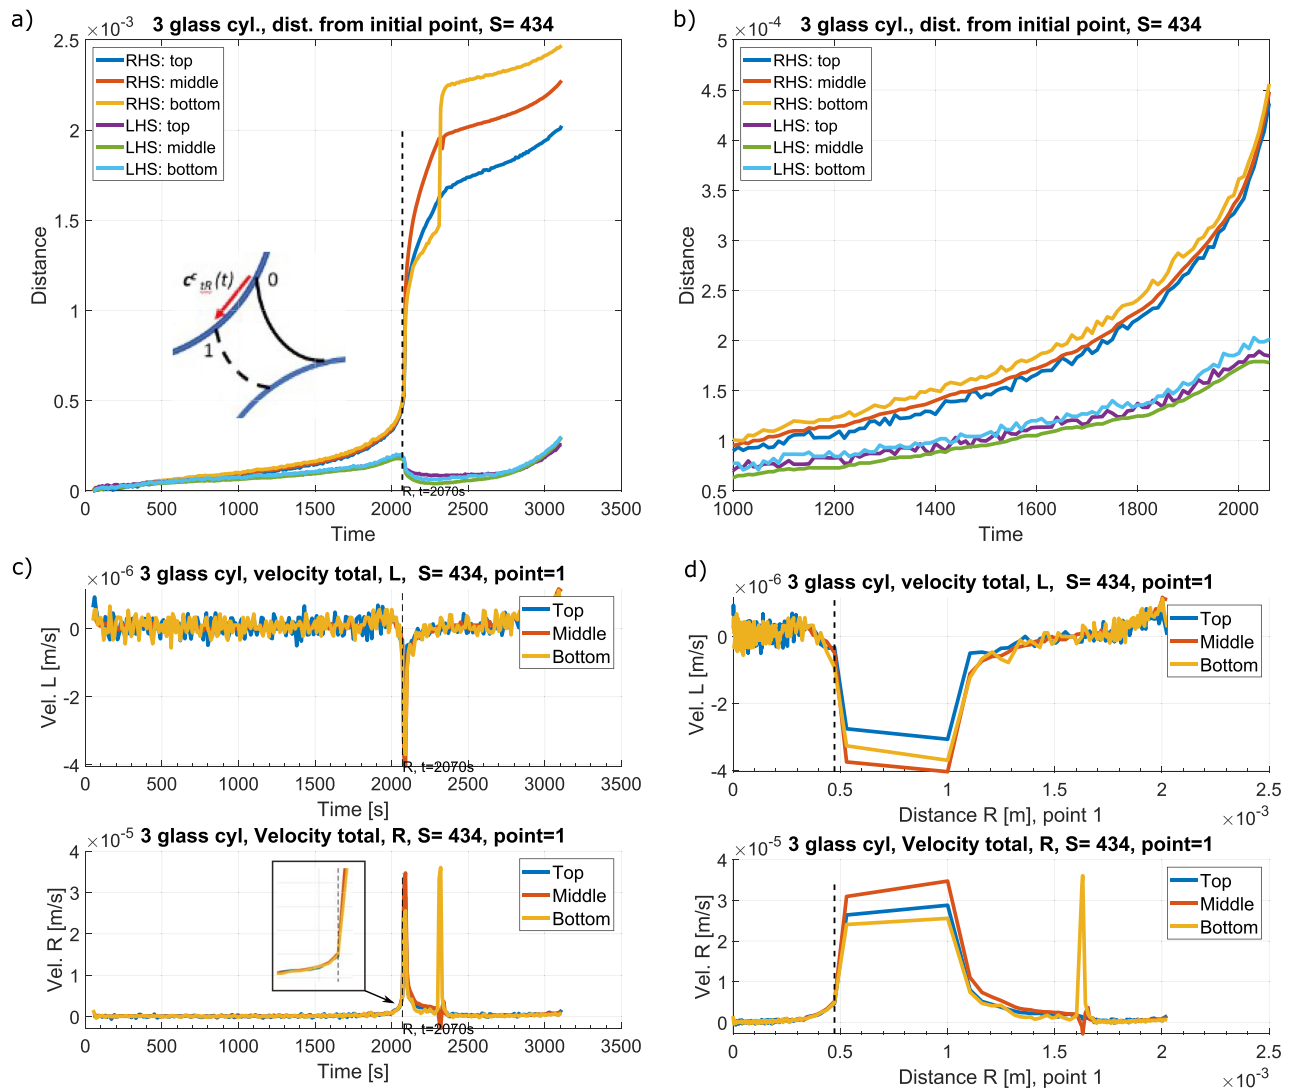 a)
3 glass cyl., dist. from initial point, S= 434
×10⁻³
2.5
2
1.5
1
0.5
0
Distance
RHS: top
RHS: middle
RHS: bottom
LHS: top
LHS: middle
LHS: bottom
cᶜ tR(t)
0
1
R, t=2070s
0 500 1000 1500 2000 2500 3000 3500
Time
b)
3 glass cyl., dist. from initial point, S= 434
×10⁻⁴
5
4.5
4
3.5
3
2.5
2
1.5
1
0.5
Distance
RHS: top
RHS: middle
RHS: bottom
LHS: top
LHS: middle
LHS: bottom
1000 1200 1400 1600 1800 2000
Time
c)
3 glass cyl, velocity total, L, S= 434, point=1
×10⁻⁶
0
-2
-4
Vel. L [m/s]
Top
Middle
Bottom
R, t=2070s
0 500 1000 1500 2000 2500 3000 3500
Time [s]
3 glass cyl, Velocity total, R, S= 434, point=1
×10⁻⁵
4
3
2
1
0
Vel. R [m/s]
Top
Middle
Bottom
R, t=2070s
0 500 1000 1500 2000 2500 3000 3500
Time [s]
d)
3 glass cyl, velocity total, L, S= 434, point=1
×10⁻⁶
0
-2
-4
Vel. L [m/s]
Top
Middle
Bottom
0 0.5 1 1.5 2 2.5
Distance R [m], point 1
×10⁻³
3 glass cyl, Velocity total, R, S= 434, point=1
×10⁻⁵
4
3
2
1
0
Vel. R [m/s]
Top
Middle
Bottom
0 0.5 1 1.5 2 2.5
Distance R [m], point 1
×10⁻³